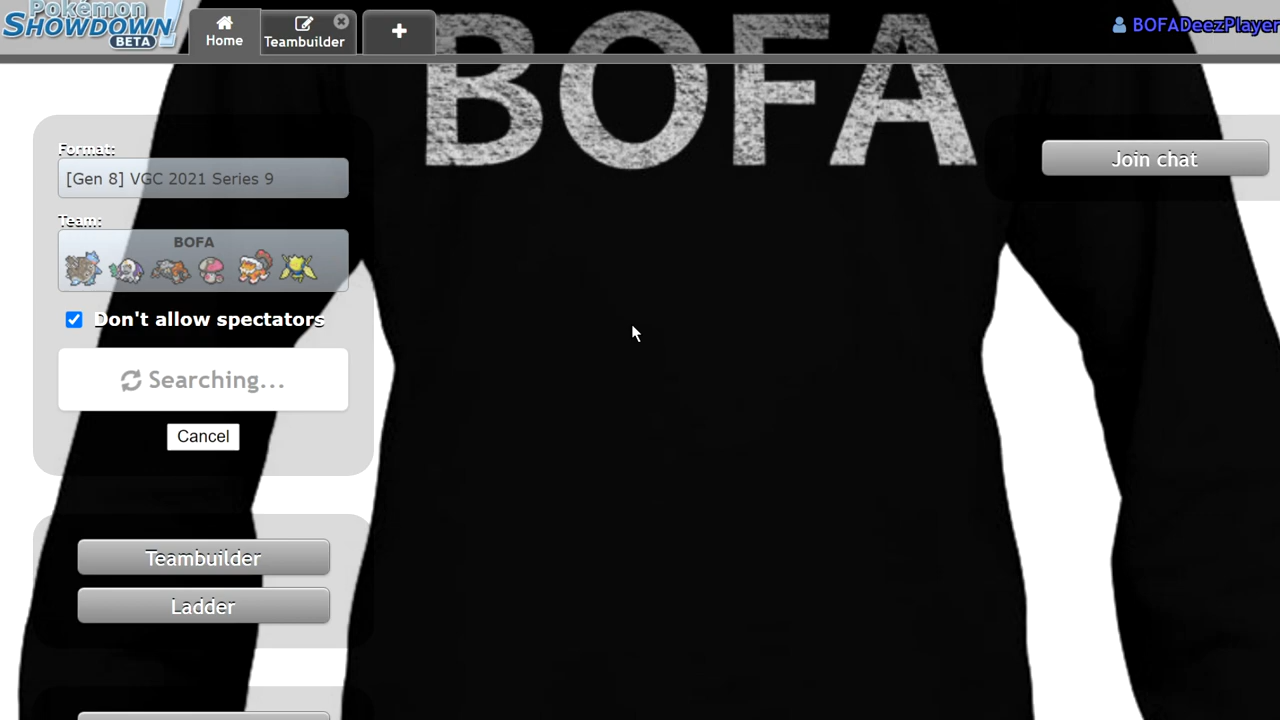 Pokémon
SHOWDOWN!
BETA
Home
Teambuilder
BOFADeezPlayer
BOFA
Format:
[Gen 8] VGC 2021 Series 9
Team:
BOFA
Don't allow spectators
Searching...
Cancel
Teambuilder
Ladder
Join chat